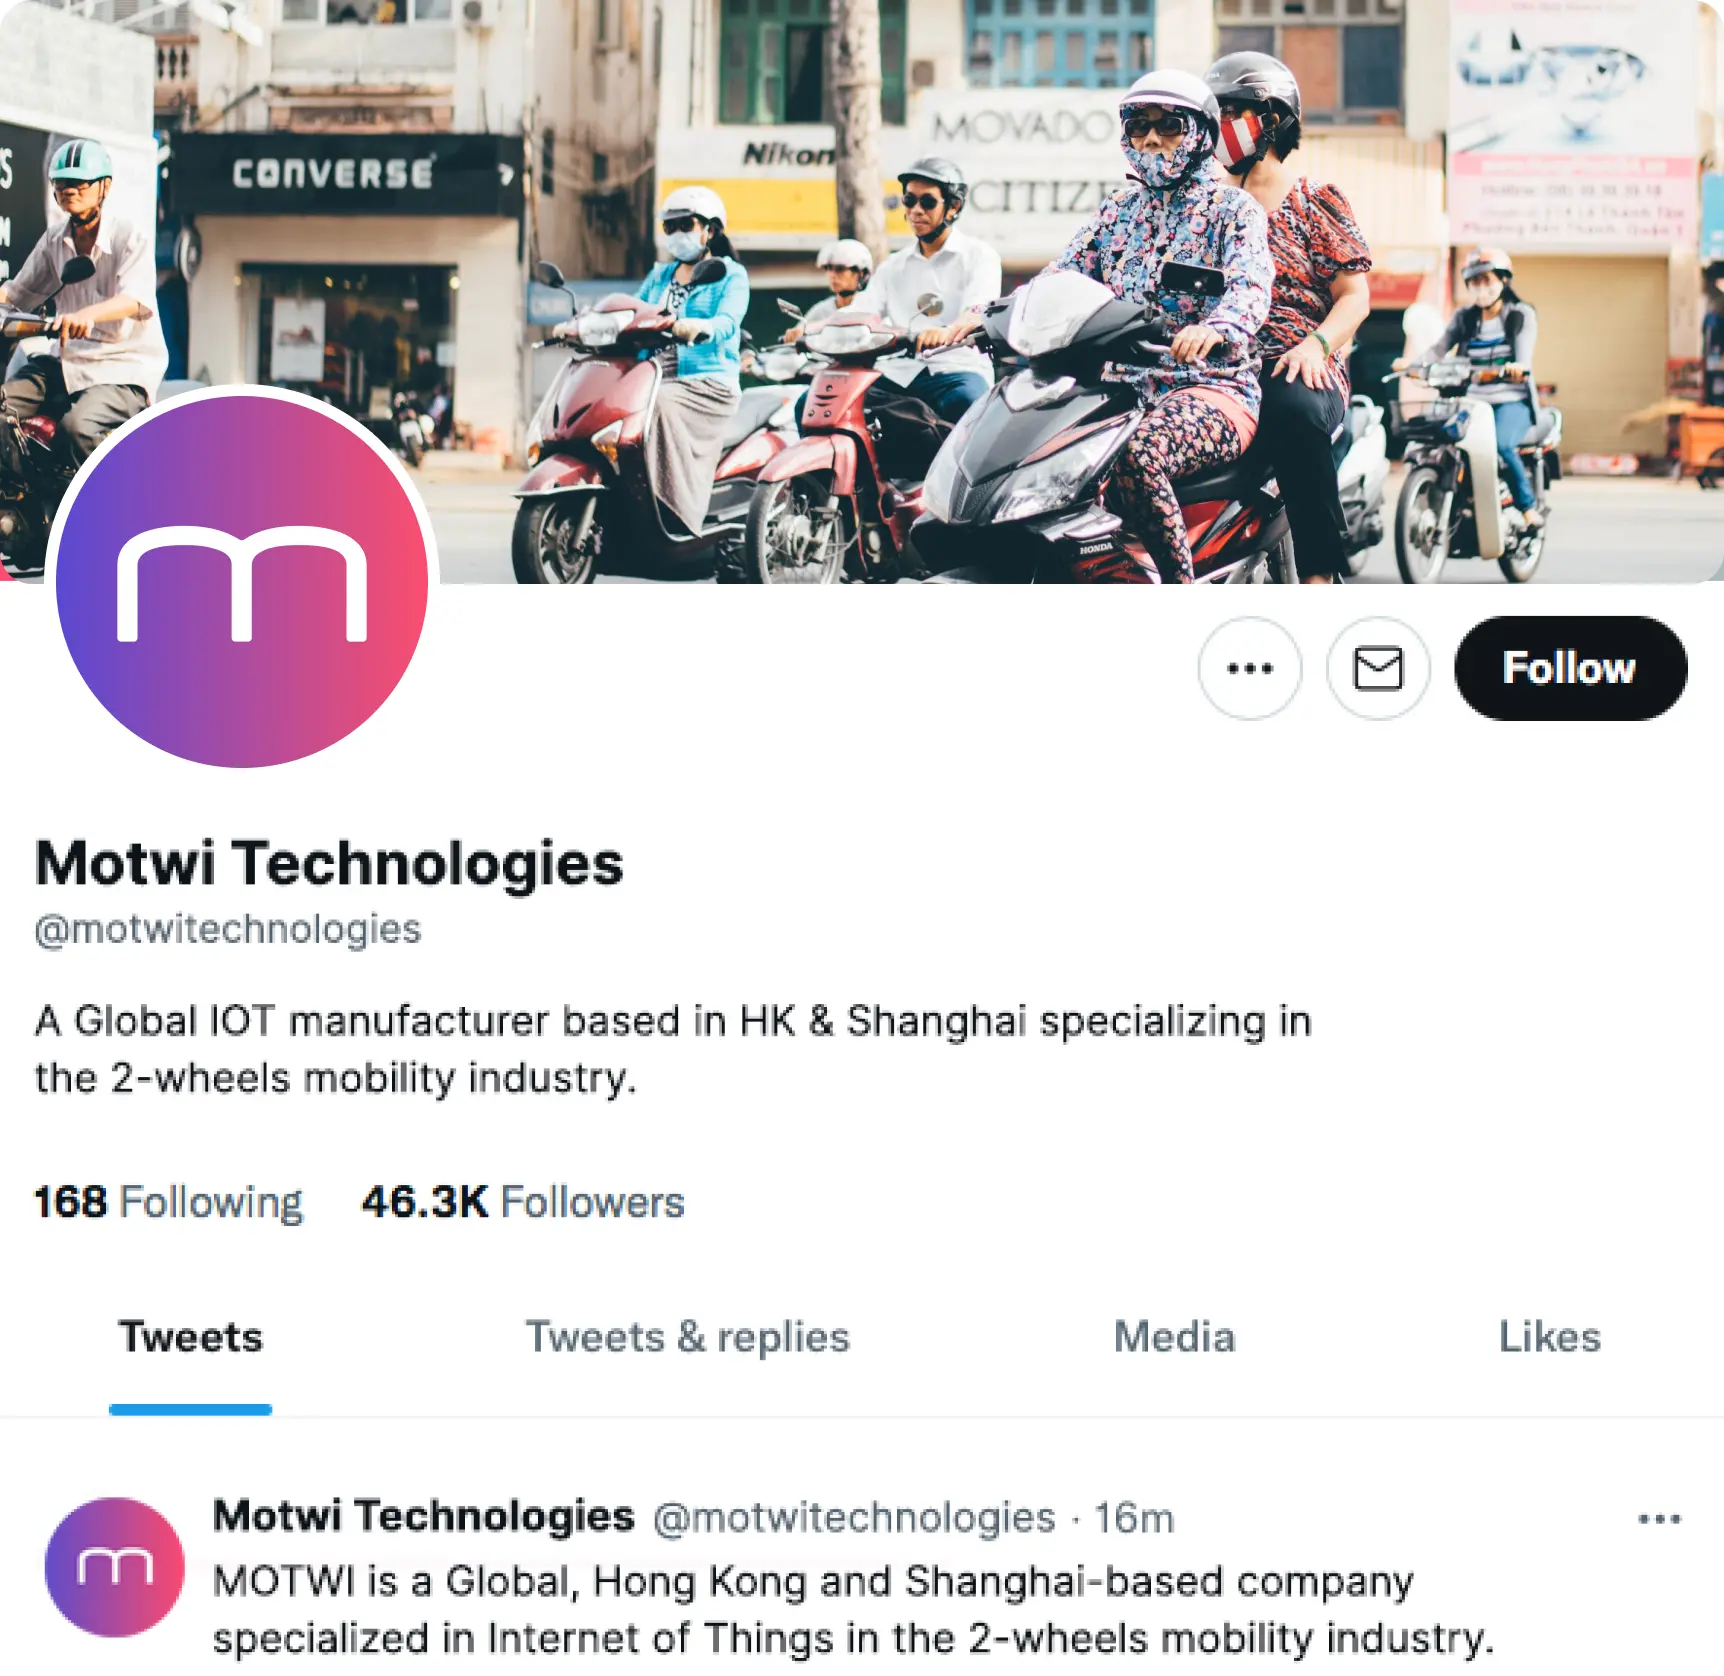 CONVERSE
Nikon
MOVADO
CITIZE
HONDA
m
Follow
Motwi Technologies
@motwitechnologies
A Global IOT manufacturer based in HK & Shanghai specializing in
the 2-wheels mobility industry.
168 Following 46.3K Followers
Tweets Tweets & replies Media Likes
m
Motwi Technologies @motwitechnologies · 16m
MOTWI is a Global, Hong Kong and Shanghai-based company
specialized in Internet of Things in the 2-wheels mobility industry.